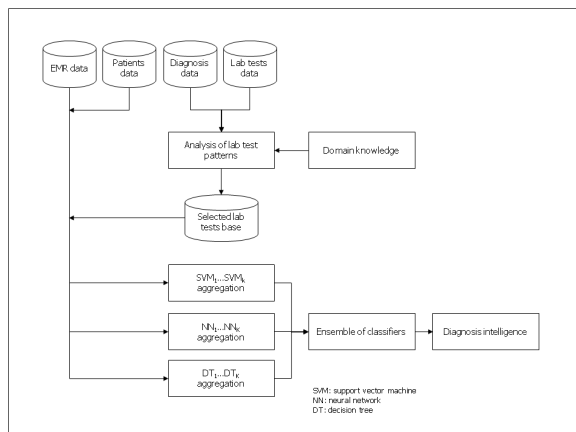 EMR data
Patients
data
Diagnosis
data
Lab tests
data
Analysis of lab test
patterns
Domain knowledge
Selected lab
tests base
SVM₁...SVMₖ
aggregation
NN₁...NNₖ
aggregation
DT₁...DTₖ
aggregation
Ensemble of classifiers
Diagnosis intelligence
SVM: support vector machine
NN: neural network
DT: decision tree